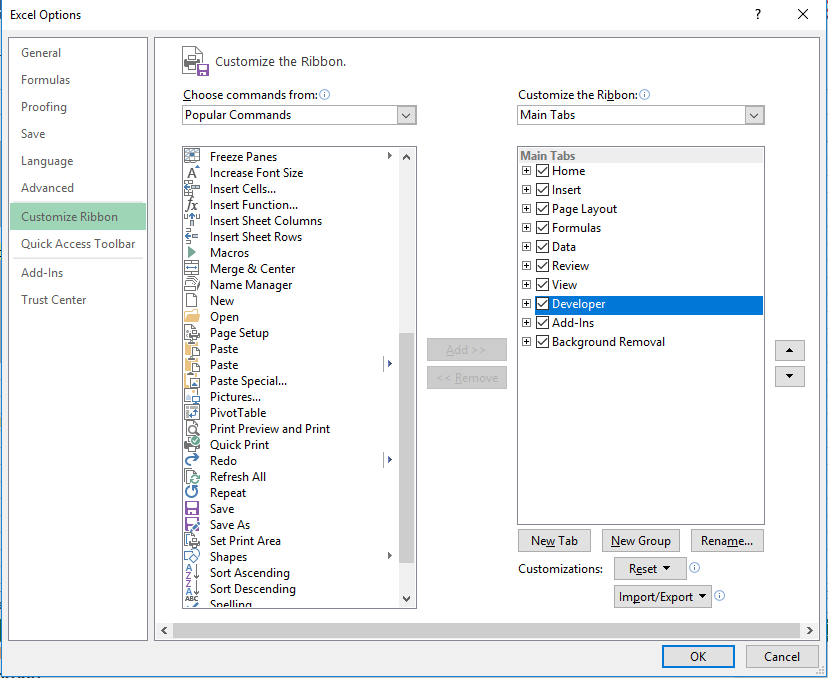 Excel Options
?
General
Formulas
Proofing
Save
Language
Advanced
Customize Ribbon
Quick Access Toolbar
Add-Ins
Trust Center
Customize the Ribbon.
Choose commands from:
Popular Commands
Freeze Panes
Increase Font Size
Insert Cells...
Insert Function...
Insert Sheet Columns
Insert Sheet Rows
Macros
Merge & Center
Name Manager
New
Open
Page Setup
Paste
Paste
Paste Special...
Pictures...
PivotTable
Print Preview and Print
Quick Print
Redo
Refresh All
Repeat
Save
Save As
Set Print Area
Shapes
Sort Ascending
Sort Descending
Spelling
Add >>
<< Remove
Customize the Ribbon:
Main Tabs
Main Tabs
Home
Insert
Page Layout
Formulas
Data
Review
View
Developer
Add-Ins
Background Removal
New Tab New Group Rename...
Customizations: Reset
Import/Export
OK Cancel